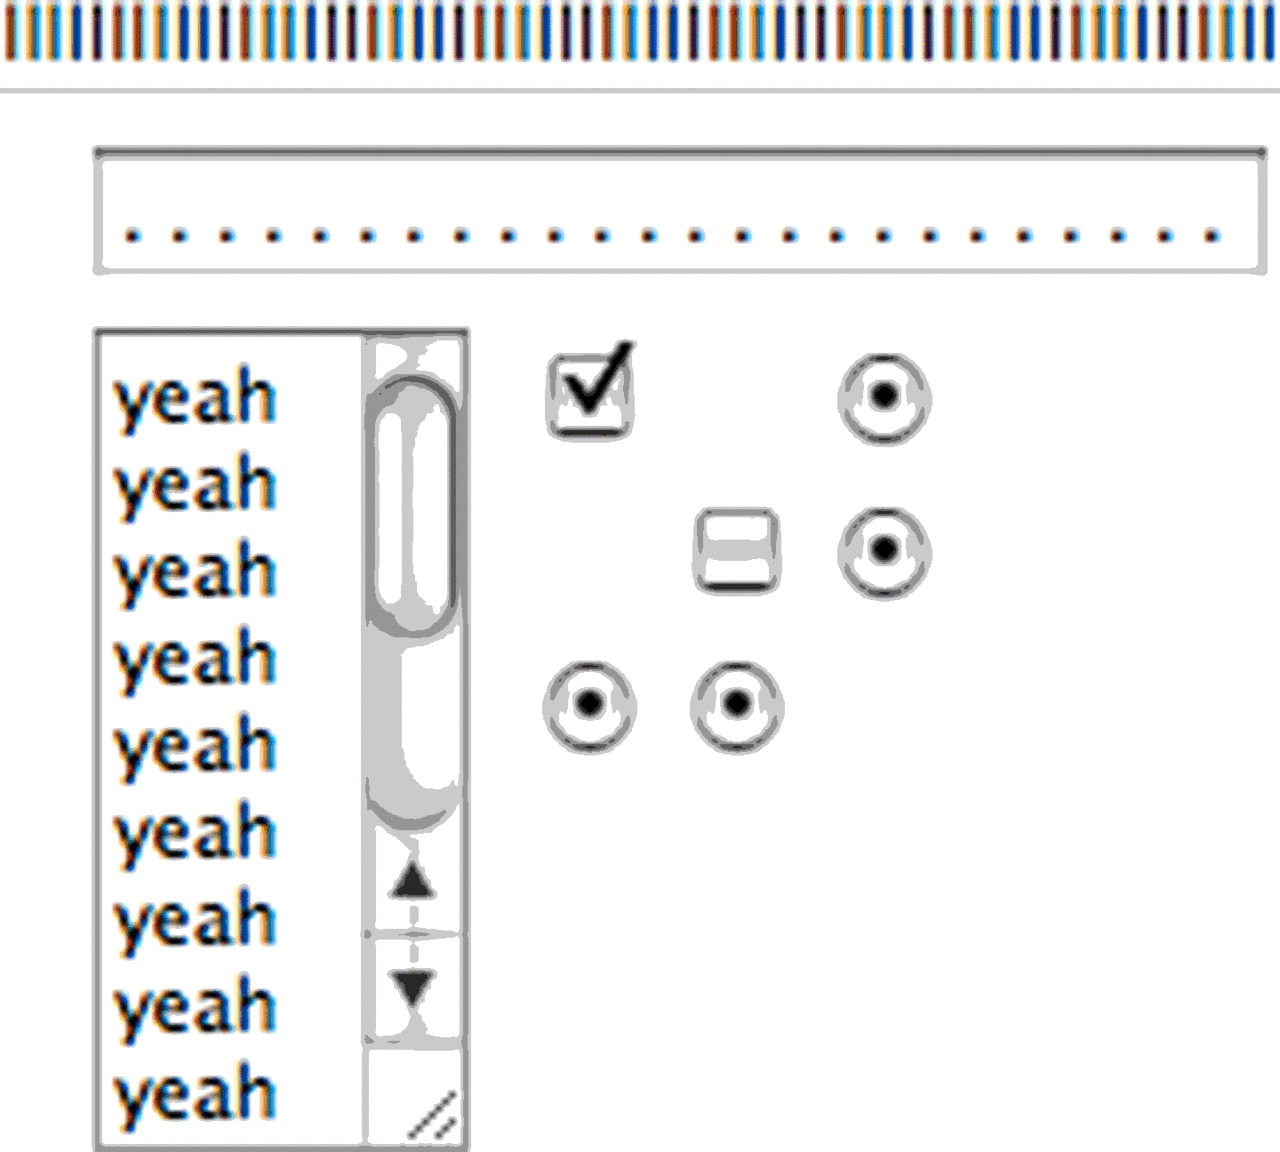 . . . . . . . . . . . . . . . . . . . . . . . .
yeah
yeah
yeah
yeah
yeah
yeah
yeah
yeah
yeah